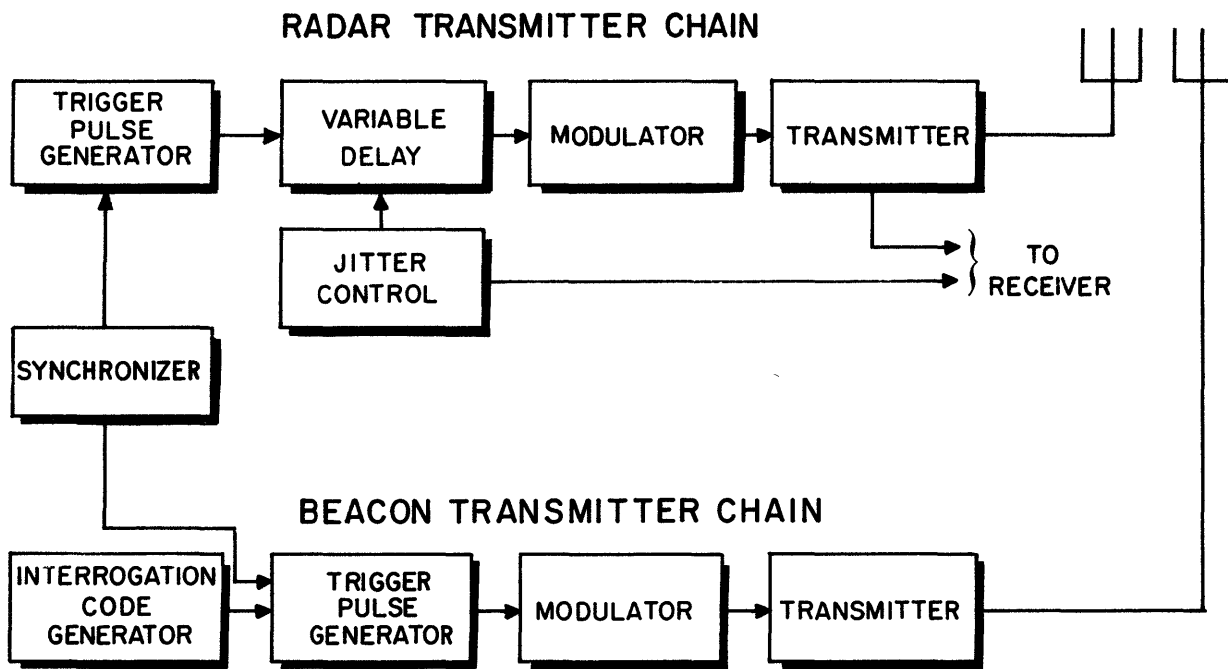 RADAR TRANSMITTER CHAIN
TRIGGER
PULSE
GENERATOR
VARIABLE
DELAY
MODULATOR
TRANSMITTER
JITTER
CONTROL
TO
RECEIVER
SYNCHRONIZER
BEACON TRANSMITTER CHAIN
INTERROGATION
CODE
GENERATOR
TRIGGER
PULSE
GENERATOR
MODULATOR
TRANSMITTER